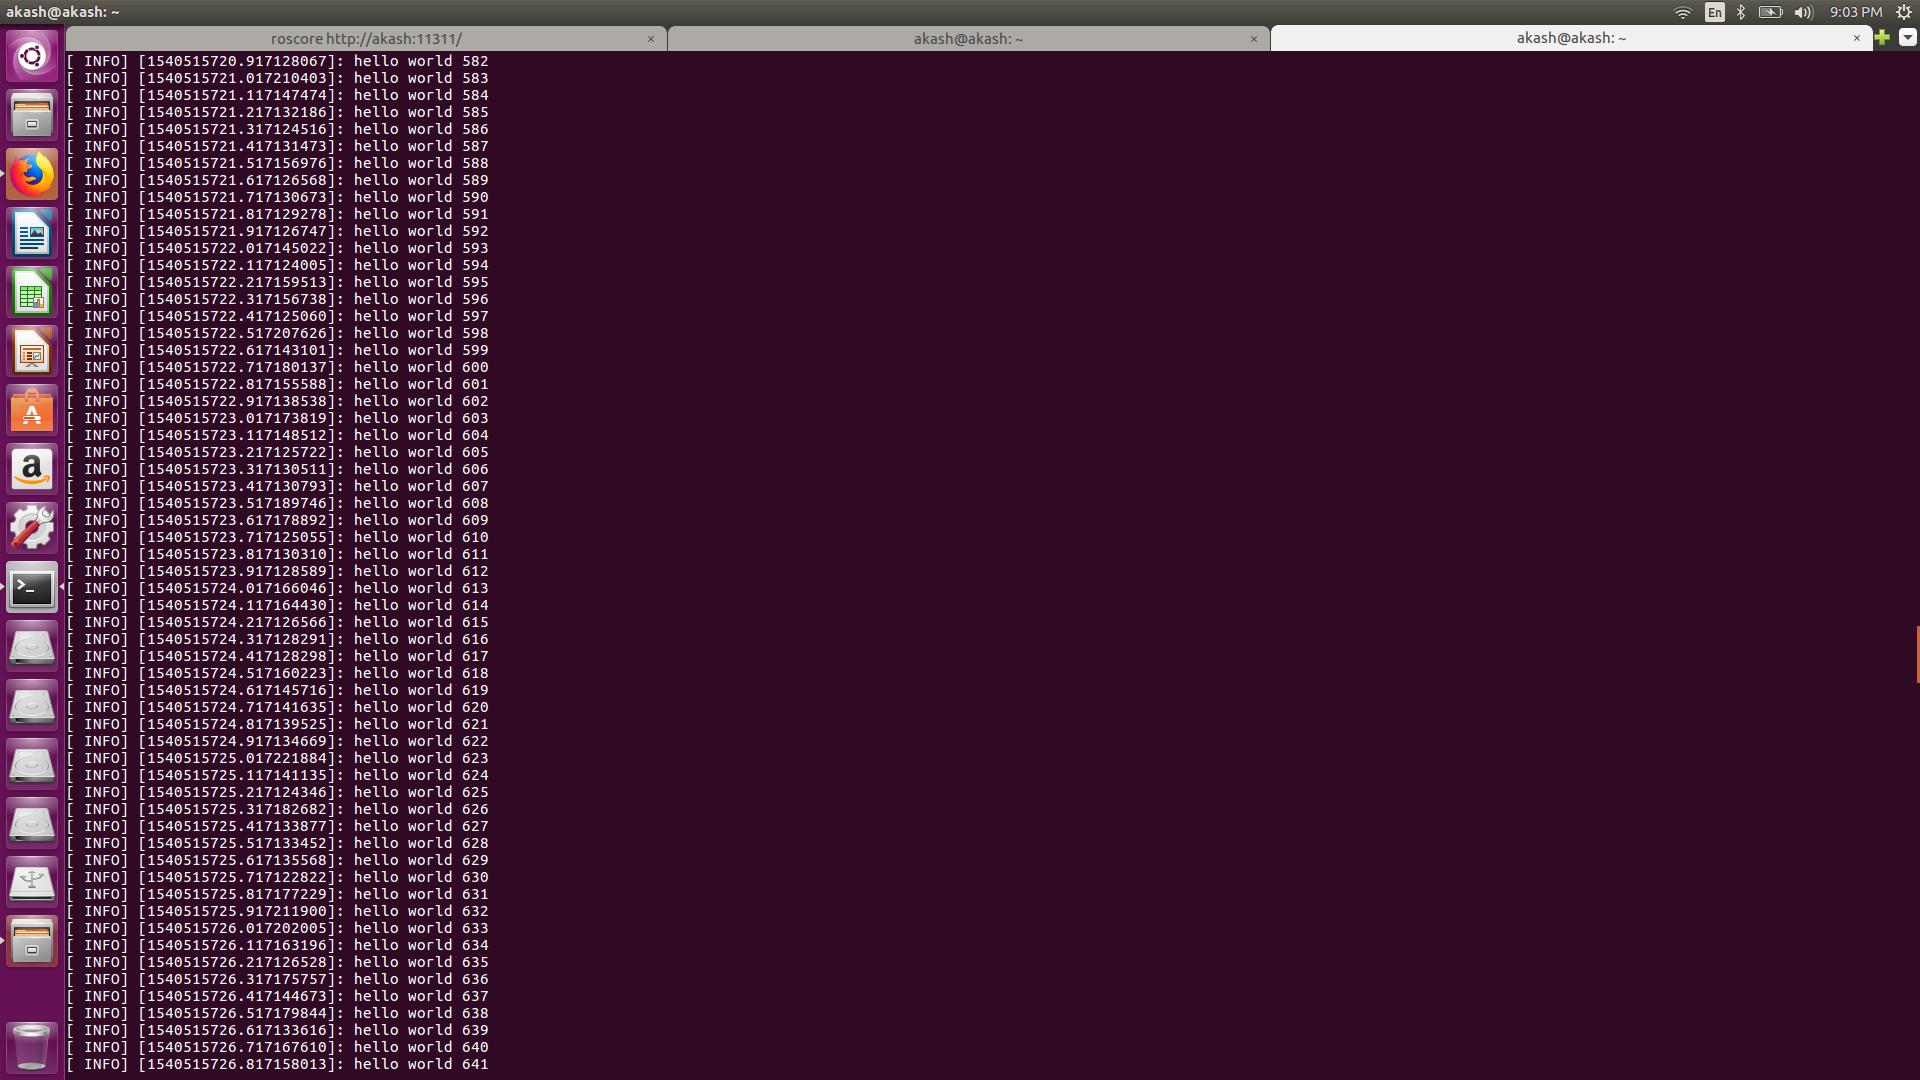 akash@akash: ~
En
9:03 PM
roscore http://akash:11311/
akash@akash: ~
akash@akash: ~
[ INFO] [1540515720.917128067]: hello world 582
[ INFO] [1540515721.017210403]: hello world 583
[ INFO] [1540515721.117147474]: hello world 584
[ INFO] [1540515721.217132186]: hello world 585
[ INFO] [1540515721.317124516]: hello world 586
[ INFO] [1540515721.417131473]: hello world 587
[ INFO] [1540515721.517156976]: hello world 588
[ INFO] [1540515721.617126568]: hello world 589
[ INFO] [1540515721.717130673]: hello world 590
[ INFO] [1540515721.817129278]: hello world 591
[ INFO] [1540515721.917126747]: hello world 592
[ INFO] [1540515722.017145022]: hello world 593
[ INFO] [1540515722.117124005]: hello world 594
[ INFO] [1540515722.217159513]: hello world 595
[ INFO] [1540515722.317156738]: hello world 596
[ INFO] [1540515722.417125060]: hello world 597
[ INFO] [1540515722.517207626]: hello world 598
[ INFO] [1540515722.617143101]: hello world 599
[ INFO] [1540515722.717180137]: hello world 600
[ INFO] [1540515722.817155588]: hello world 601
[ INFO] [1540515722.917138538]: hello world 602
[ INFO] [1540515723.017173819]: hello world 603
[ INFO] [1540515723.117148512]: hello world 604
[ INFO] [1540515723.217125722]: hello world 605
[ INFO] [1540515723.317130511]: hello world 606
[ INFO] [1540515723.417130793]: hello world 607
[ INFO] [1540515723.517189746]: hello world 608
[ INFO] [1540515723.617178892]: hello world 609
[ INFO] [1540515723.717125055]: hello world 610
[ INFO] [1540515723.817130310]: hello world 611
[ INFO] [1540515723.917128589]: hello world 612
[ INFO] [1540515724.017166046]: hello world 613
[ INFO] [1540515724.117164430]: hello world 614
[ INFO] [1540515724.217126566]: hello world 615
[ INFO] [1540515724.317128291]: hello world 616
[ INFO] [1540515724.417128298]: hello world 617
[ INFO] [1540515724.517160223]: hello world 618
[ INFO] [1540515724.617145716]: hello world 619
[ INFO] [1540515724.717141635]: hello world 620
[ INFO] [1540515724.817139525]: hello world 621
[ INFO] [1540515724.917134669]: hello world 622
[ INFO] [1540515725.017221884]: hello world 623
[ INFO] [1540515725.117141135]: hello world 624
[ INFO] [1540515725.217124346]: hello world 625
[ INFO] [1540515725.317182682]: hello world 626
[ INFO] [1540515725.417133877]: hello world 627
[ INFO] [1540515725.517133452]: hello world 628
[ INFO] [1540515725.617135568]: hello world 629
[ INFO] [1540515725.717122822]: hello world 630
[ INFO] [1540515725.817177229]: hello world 631
[ INFO] [1540515725.917211900]: hello world 632
[ INFO] [1540515726.017202005]: hello world 633
[ INFO] [1540515726.117163196]: hello world 634
[ INFO] [1540515726.217126528]: hello world 635
[ INFO] [1540515726.317175757]: hello world 636
[ INFO] [1540515726.417144673]: hello world 637
[ INFO] [1540515726.517179844]: hello world 638
[ INFO] [1540515726.617133616]: hello world 639
[ INFO] [1540515726.717167610]: hello world 640
[ INFO] [1540515726.817158013]: hello world 641